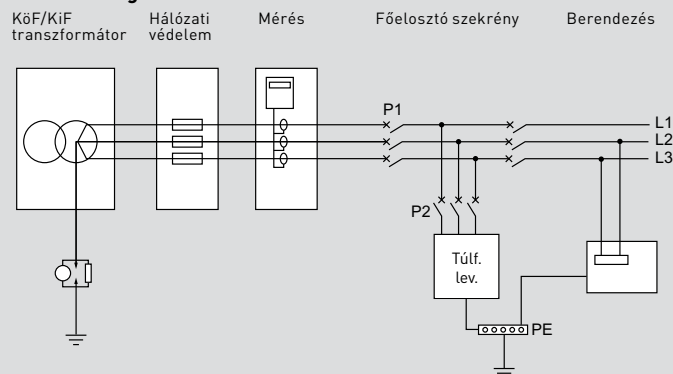 KöF/KiF
transzformátor
Hálózati
védelem
Mérés
Főelosztó szekrény
Berendezés
P1
L1
L2
L3
P2
Túlf.
lev.
PE